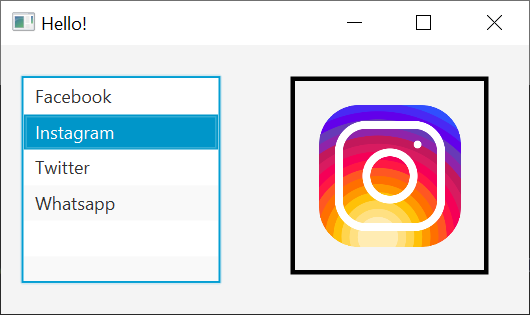 Hello!
Facebook
Instagram
Twitter
Whatsapp